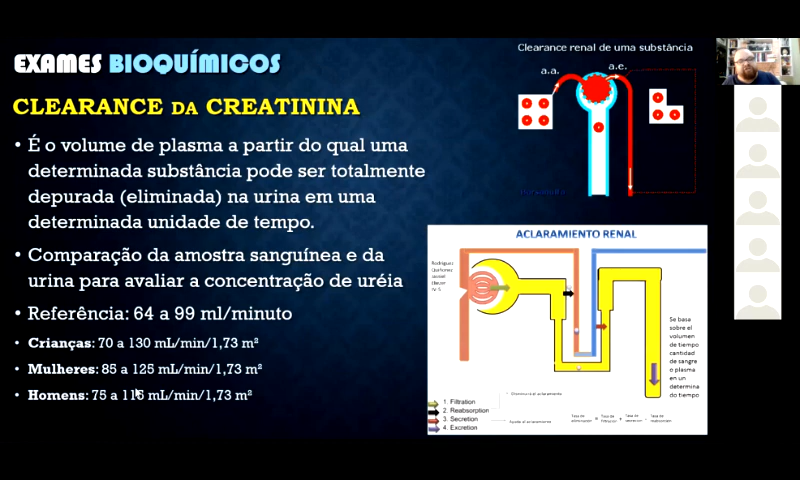 EXAMES BIOQUÍMICOS
CLEARANCE DA CREATININA
• É o volume de plasma a partir do qual uma
determinada substância pode ser totalmente
depurada (eliminada) na urina em uma
determinada unidade de tempo.
• Comparação da amostra sanguínea e da
urina para avaliar a concentração de uréia
• Referência: 64 a 99 ml/minuto
• Crianças: 70 a 130 mL/min/1,73 m²
• Mulheres: 85 a 125 mL/min/1,73 m²
• Homens: 75 a 115 mL/min/1,73 m²
Clearance renal de uma substância
a.a.
a.e.
ACLARAMIENTO RENAL
Rodriguez
Se basa
sobre el
volumen
de tiempo
cantidad
de sangre
o plasma
en un
determina
do tiempo
1. Filtration
2. Reabsorption
3. Secretion
4. Excretion